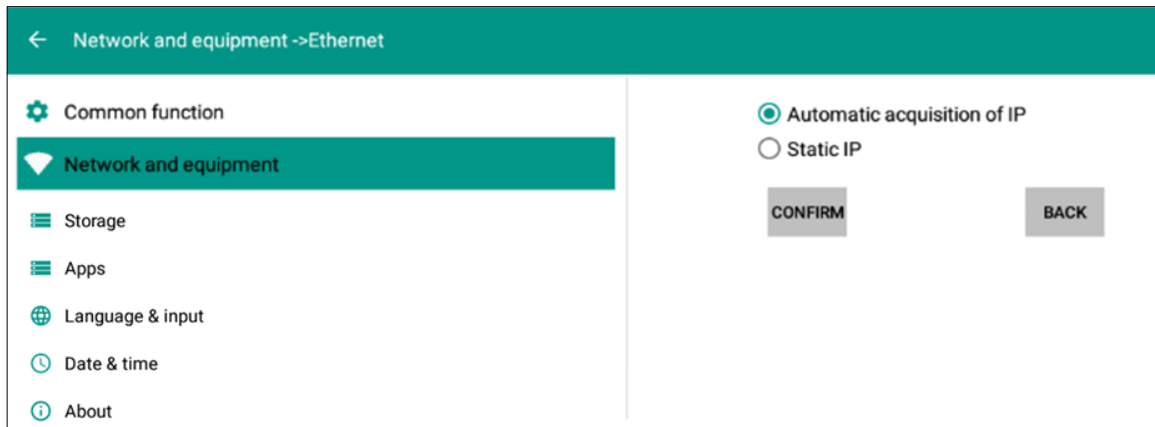 Network and equipment ->Ethernet
Common function
Network and equipment
Storage
Apps
Language & input
Date & time
About
Automatic acquisition of IP
Static IP
CONFIRM
BACK